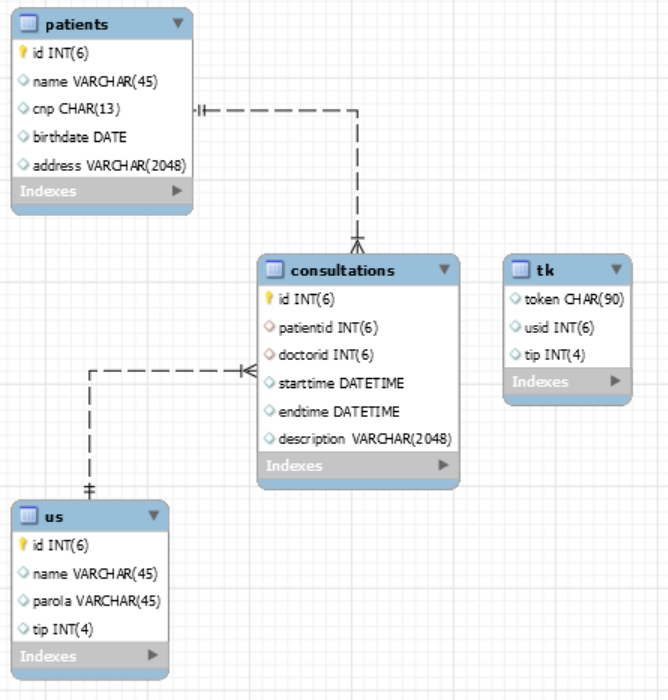 patients
id INT(6)
name VARCHAR(45)
cnp CHAR(13)
birthdate DATE
address VARCHAR(2048)
Indexes
consultations
id INT(6)
patientid INT(6)
doctorid INT(6)
starttime DATETIME
endtime DATETIME
description VARCHAR(2048)
Indexes
tk
token CHAR(90)
usid INT(6)
tip INT(4)
Indexes
us
id INT(6)
name VARCHAR(45)
parola VARCHAR(45)
tip INT(4)
Indexes